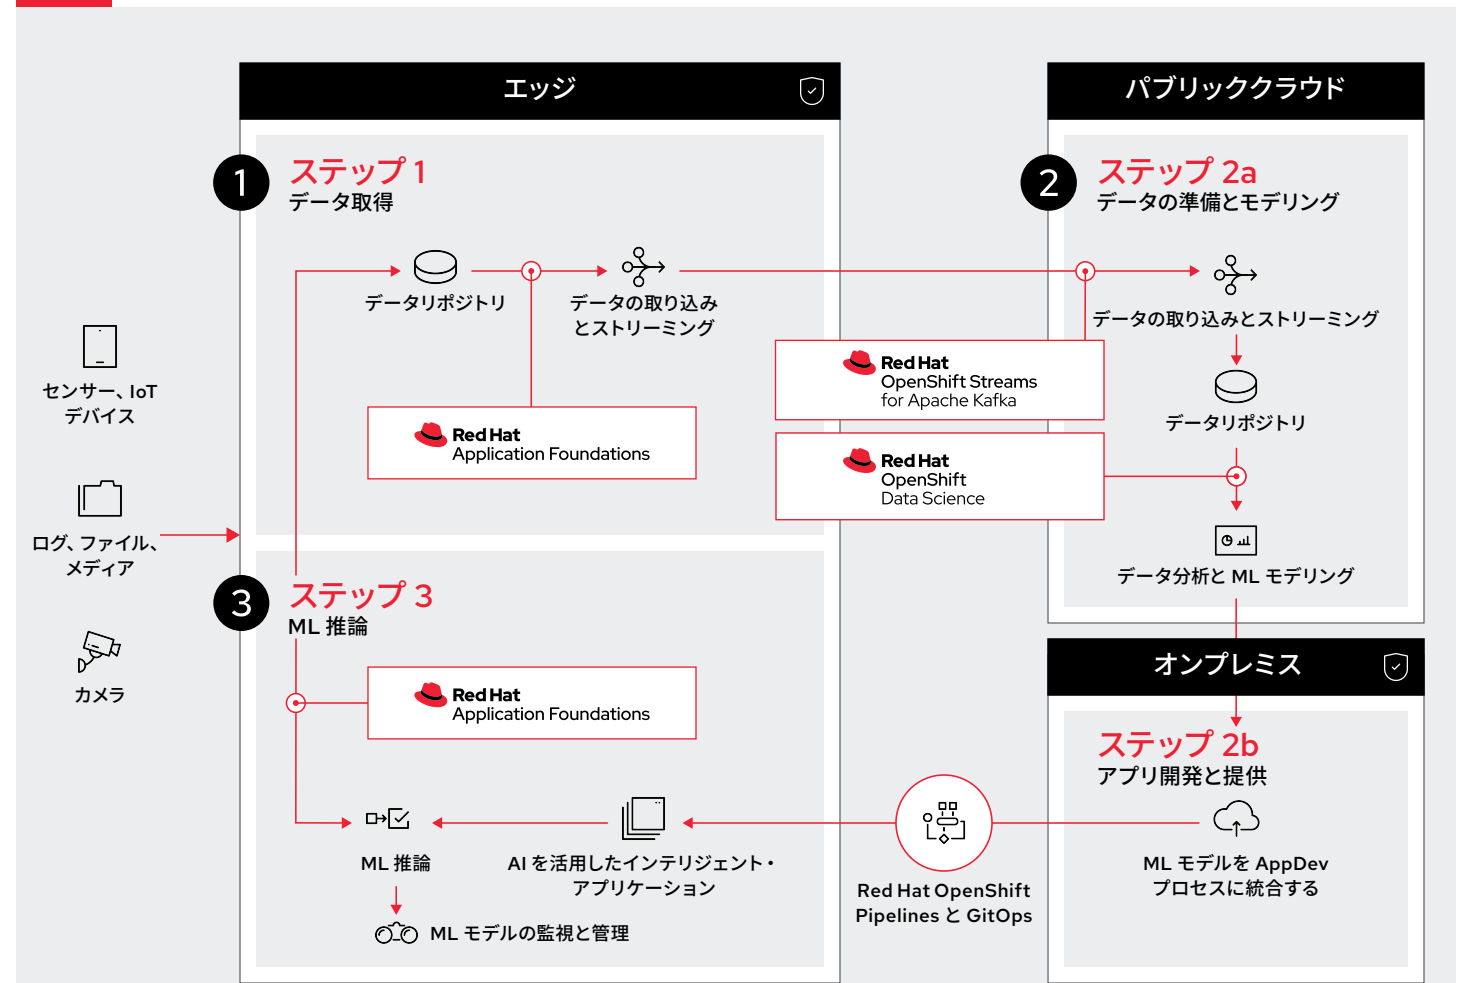 エッジ
1
ステップ 1
データ取得
データリポジトリ
データの取り込み
とストリーミング
Red Hat
Application Foundations
センサー、IoT
デバイス
ログ、ファイル、
メディア
カメラ
パブリッククラウド
2
ステップ 2a
データの準備とモデリング
データの取り込みとストリーミング
Red Hat
OpenShift Streams
for Apache Kafka
データリポジトリ
Red Hat
OpenShift
Data Science
データ分析と ML モデリング
オンプレミス
ステップ 2b
アプリ開発と提供
ML モデルを AppDev
プロセスに統合する
Red Hat OpenShift
Pipelines と GitOps
3
ステップ 3
ML 推論
Red Hat
Application Foundations
AI を活用したインテリジェント・
アプリケーション
ML 推論
ML モデルの監視と管理